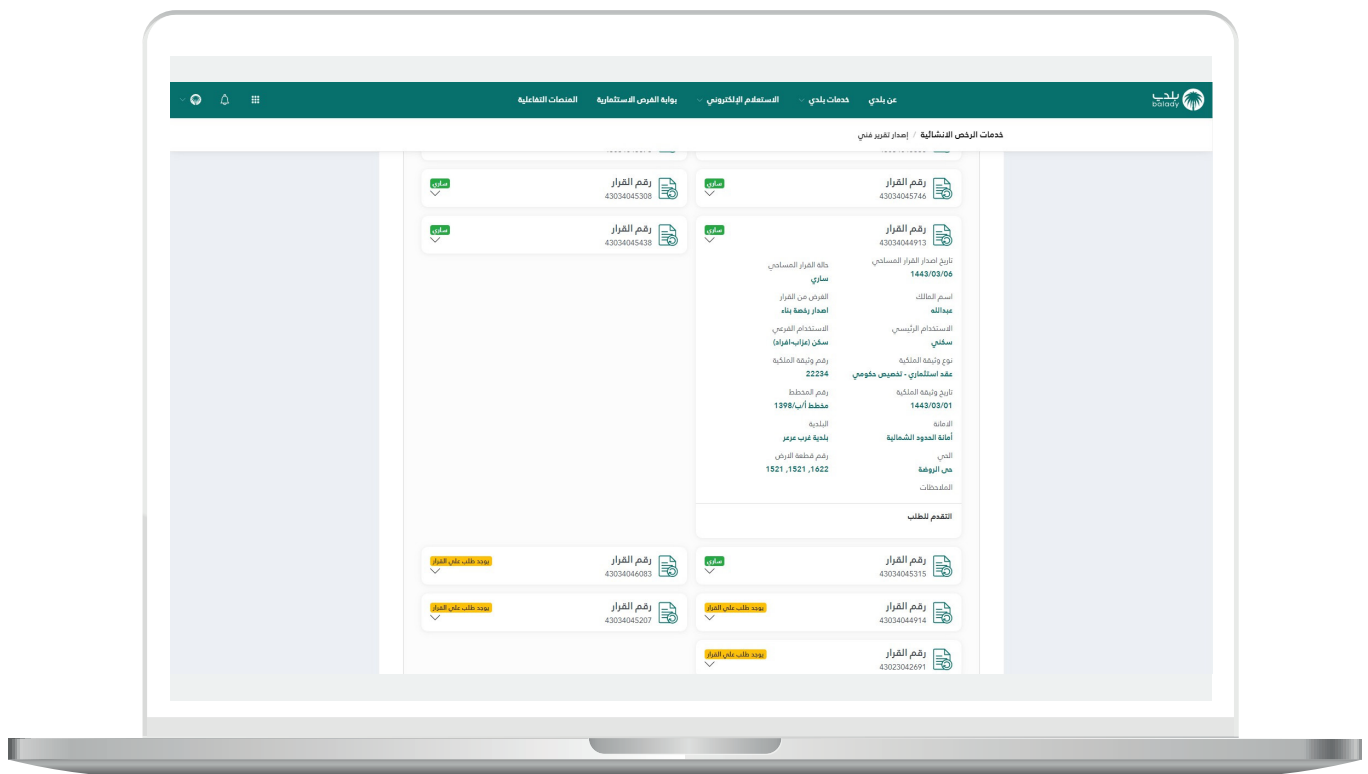 بلدي
balady
عن بلدي
خدمات بلدي
الاستعلام الإلكتروني
بوابة الفرص الاستثمارية
المنصات التفاعلية
خدمات الرخص الانشائية / إصدار تقرير فني
رقم القرار
43034045746
ساري
رقم القرار
43034045308
ساري
رقم القرار
43034044913
ساري
رقم القرار
43034045438
ساري
تاريخ اصدار القرار المساحي
1443/03/06
حالة القرار المساحي
ساري
اسم المالك
عبدالله
الغرض من القرار
اصدار رخصة بناء
الاستخدام الرئيسي
سكني
الاستخدام الفرعي
سكن (عزاب-افراد)
نوع وثيقة الملكية
عقد استثماري - تخصيص حكومي
رقم وثيقة الملكية
22234
تاريخ وثيقة الملكية
1443/03/01
رقم المخطط
مخطط أ/ب/1398
الامانة
أمانة الحدود الشمالية
البلدية
بلدية غرب عرعر
الحي
حى الروضة
رقم قطعة الارض
1521 ,1521 ,1622
الملاحظات
التقدم للطلب
رقم القرار
43034045315
ساري
رقم القرار
43034046083
يوجد طلب على القرار
رقم القرار
43034044914
يوجد طلب على القرار
رقم القرار
43034045207
يوجد طلب على القرار
رقم القرار
43023042691
يوجد طلب على القرار